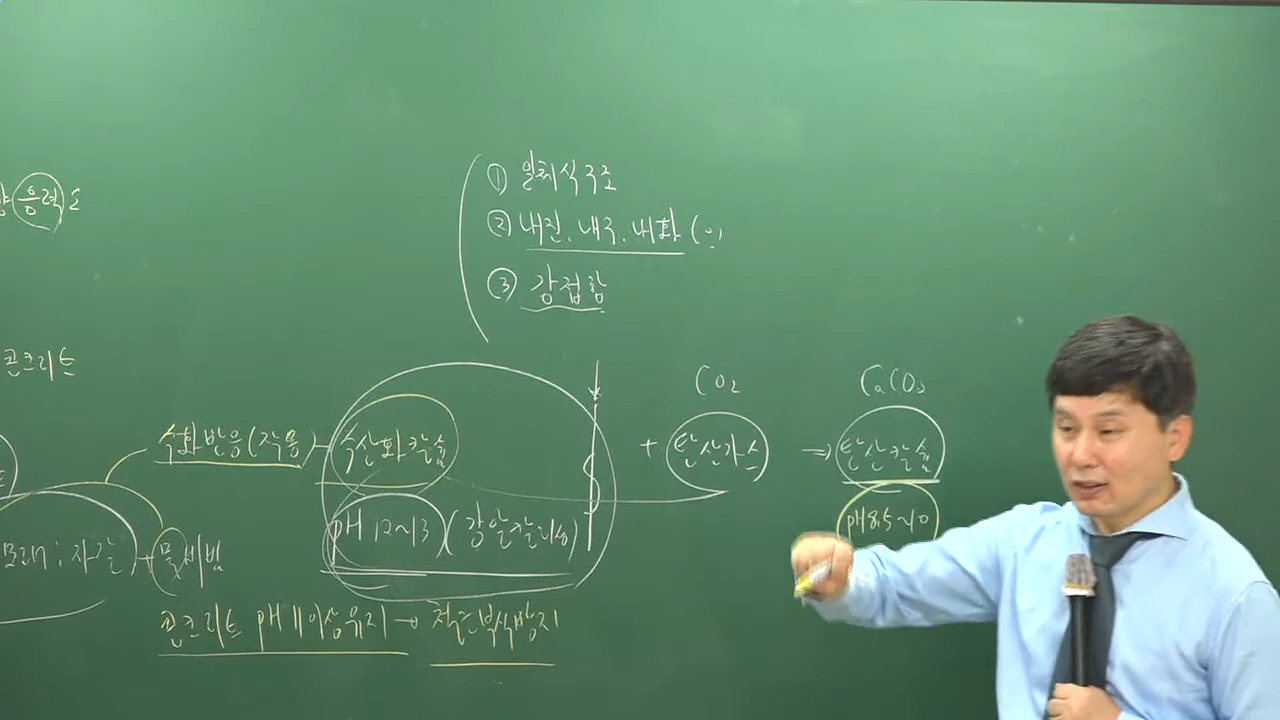 ① 일체식구조
② 내진, 내구, 내화 (
③ 강접합
응력도
콘크리트
CO₂
CaCO₃
수화반응(작용) 수산화칼슘 + 탄산가스 → 탄산칼슘
pH 12~13 (강알칼리성)
pH 8.5~10
모래 : 자갈 + 물비빔
콘크리트 pH 11이상유지 → 철근부식방지